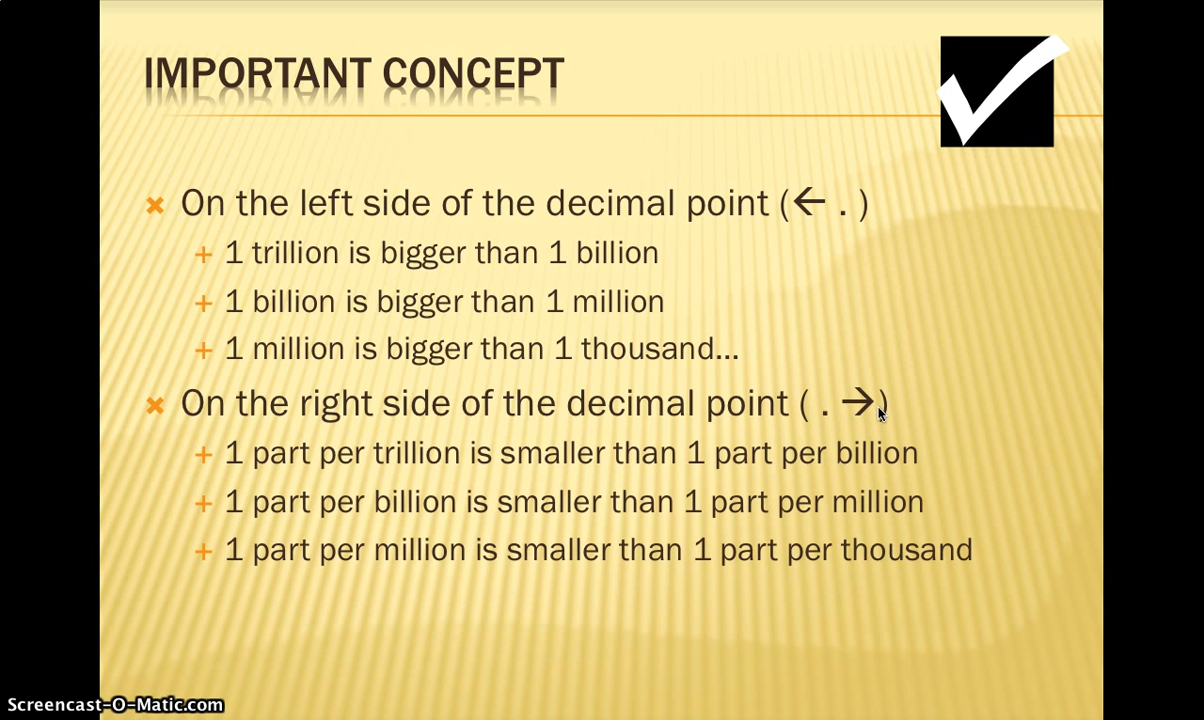 IMPORTANT CONCEPT
On the left side of the decimal point (← . )
1 trillion is bigger than 1 billion
1 billion is bigger than 1 million
1 million is bigger than 1 thousand…
On the right side of the decimal point ( . →)
1 part per trillion is smaller than 1 part per billion
1 part per billion is smaller than 1 part per million
1 part per million is smaller than 1 part per thousand
Screencast-O-Matic.com